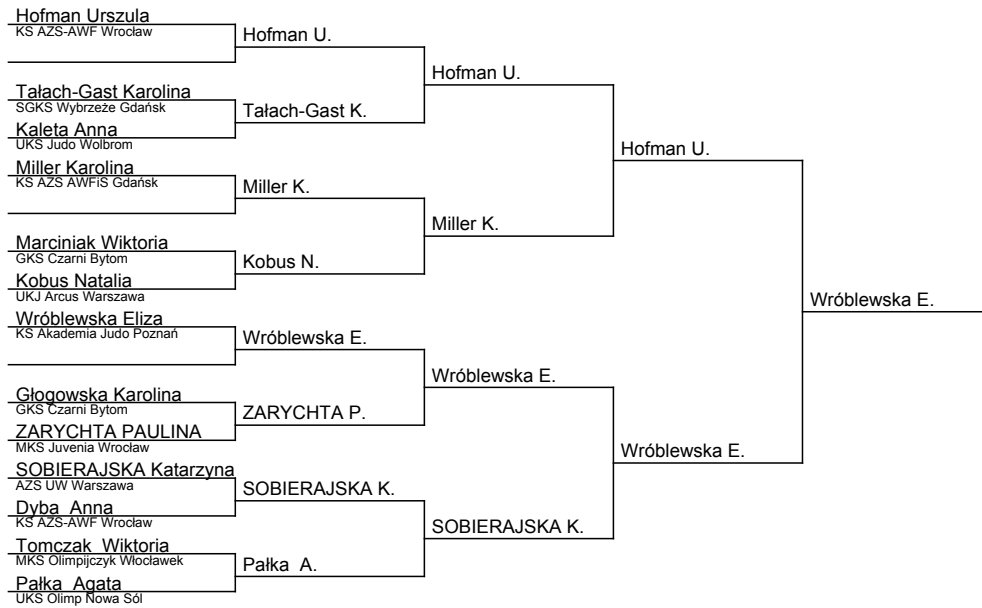 Hofman Urszula
KS AZS-AWF Wrocław
Tałach-Gast Karolina
SGKS Wybrzeże Gdańsk
Kaleta Anna
UKS Judo Wolbrom
Miller Karolina
KS AZS AWFiS Gdańsk
Marciniak Wiktoria
GKS Czarni Bytom
Kobus Natalia
UKJ Arcus Warszawa
Wróblewska Eliza
KS Akademia Judo Poznań
Głogowska Karolina
GKS Czarni Bytom
ZARYCHTA PAULINA
MKS Juvenia Wrocław
SOBIERAJSKA Katarzyna
AZS UW Warszawa
Dyba Anna
KS AZS-AWF Wrocław
Tomczak Wiktoria
MKS Olimpijczyk Włocławek
Pałka Agata
UKS Olimp Nowa Sól
Hofman U.
Tałach-Gast K.
Miller K.
Kobus N.
Wróblewska E.
ZARYCHTA P.
SOBIERAJSKA K.
Pałka A.
Hofman U.
Miller K.
Wróblewska E.
SOBIERAJSKA K.
Hofman U.
Wróblewska E.
Wróblewska E.